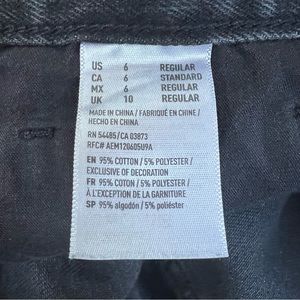 US 6 REGULAR
CA 6 STANDARD
MX 6 REGULAR
UK 10 REGULAR
MADE IN CHINA / FABRIQUÉ EN CHINE /
HECHO EN CHINA
RN 54485/CA 03873
RFC# AEM120605U9A
EN 95% COTTON / 5% POLYESTER /
EXCLUSIVE OF DECORATION
FR 95% COTTON / 5% POLYESTER /
À L'EXCEPTION DE LA GARNITURE
SP 95% algodón / 5% poliéster